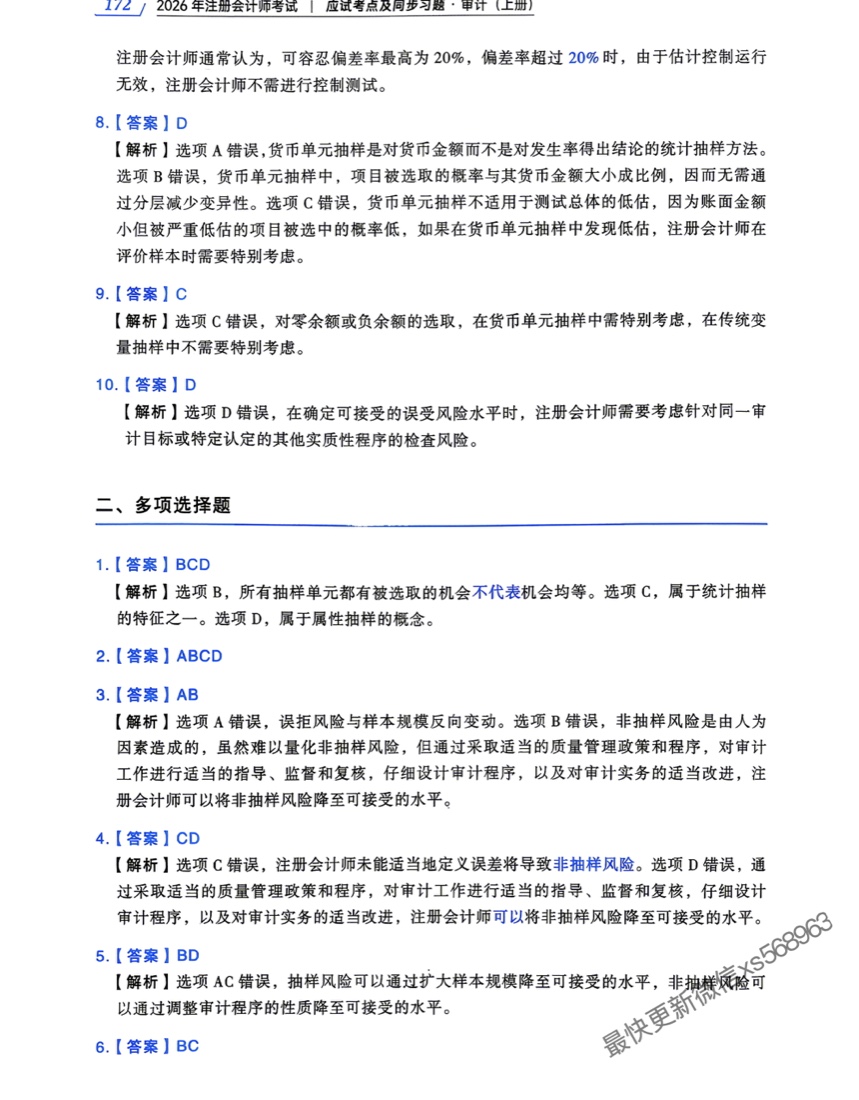 172 / 2026 年注册会计师考试 | 应试考点及同步习题·审计（上册）
注册会计师通常认为，可容忍偏差率最高为 20%，偏差率超过 20% 时，由于估计控制运行
无效，注册会计师不需进行控制测试。
8.【答案】D
【解析】选项 A 错误，货币单元抽样是对货币金额而不是对发生率得出结论的统计抽样方法。
选项 B 错误，货币单元抽样中，项目被选取的概率与其货币金额大小成比例，因而无需通
过分层减少变异性。选项 C 错误，货币单元抽样不适用于测试总体的低估，因为账面金额
小但被严重低估的项目被选中的概率低，如果在货币单元抽样中发现低估，注册会计师在
评价样本时需要特别考虑。
9.【答案】C
【解析】选项 C 错误，对零余额或负余额的选取，在货币单元抽样中需特别考虑，在传统变
量抽样中不需要特别考虑。
10.【答案】D
【解析】选项 D 错误，在确定可接受的误受风险水平时，注册会计师需要考虑针对同一审
计目标或特定认定的其他实质性程序的检查风险。
二、多项选择题
1.【答案】BCD
【解析】选项 B，所有抽样单元都有被选取的机会不代表机会均等。选项 C，属于统计抽样
的特征之一。选项 D，属于属性抽样的概念。
2.【答案】ABCD
3.【答案】AB
【解析】选项 A 错误，误拒风险与样本规模反向变动。选项 B 错误，非抽样风险是由人为
因素造成的，虽然难以量化非抽样风险，但通过采取适当的质量管理政策和程序，对审计
工作进行适当的指导、监督和复核，仔细设计审计程序，以及对审计实务的适当改进，注
册会计师可以将非抽样风险降至可接受的水平。
4.【答案】CD
【解析】选项 C 错误，注册会计师未能适当地定义误差将导致非抽样风险。选项 D 错误，通
过采取适当的质量管理政策和程序，对审计工作进行适当的指导、监督和复核，仔细设计
审计程序，以及对审计实务的适当改进，注册会计师可以将非抽样风险降至可接受的水平。
5.【答案】BD
【解析】选项 AC 错误，抽样风险可以通过扩大样本规模降至可接受的水平，非抽样风险可
以通过调整审计程序的性质降至可接受的水平。
6.【答案】BC
最快更新微信xs568963